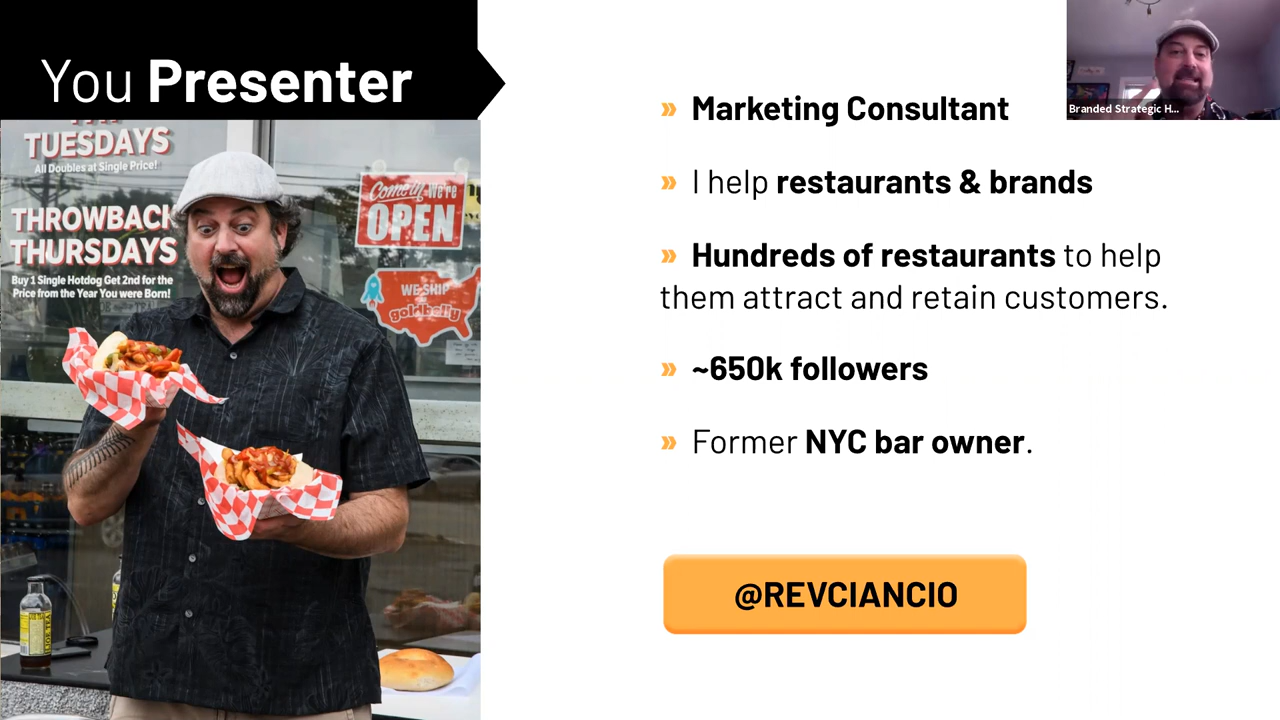 You Presenter
TUESDAYS
All Doubles at Single Price!
THROWBACK
THURSDAYS
Buy 1 Single Hotdog Get 2nd for the
Price from the Year You were Born!
Come in We're
OPEN
WE SHIP
goldbelly
» Marketing Consultant
» I help restaurants & brands
» Hundreds of restaurants to help
them attract and retain customers.
» ~650k followers
» Former NYC bar owner.
@REVCIANCIO
Branded Strategic H...